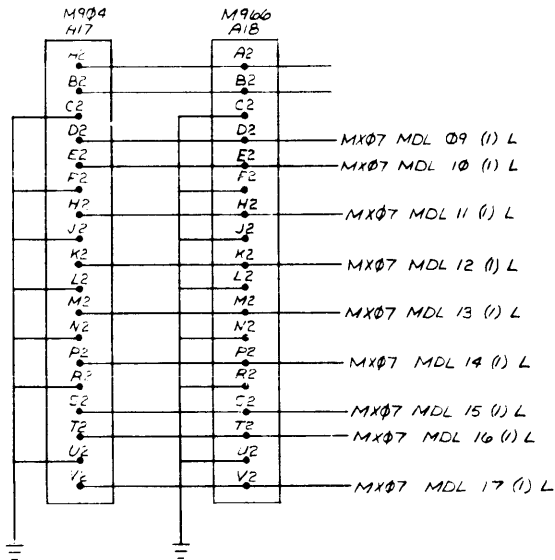 M9Ø4 M966
A17 A18
A2 A2
B2 B2
C2 C2
D2 D2 MXØ7 MDL Ø9 (1) L
E2 E2 MXØ7 MDL 1Ø (1) L
F2 F2
H2 H2 MXØ7 MDL 11 (1) L
J2 J2
K2 K2 MXØ7 MDL 12 (1) L
L2 L2
M2 M2 MXØ7 MDL 13 (1) L
N2 N2
P2 P2 MXØ7 MDL 14 (1) L
R2 R2
S2 S2 MXØ7 MDL 15 (1) L
T2 T2 MXØ7 MDL 16 (1) L
U2 U2
V2 V2 MXØ7 MDL 17 (1) L